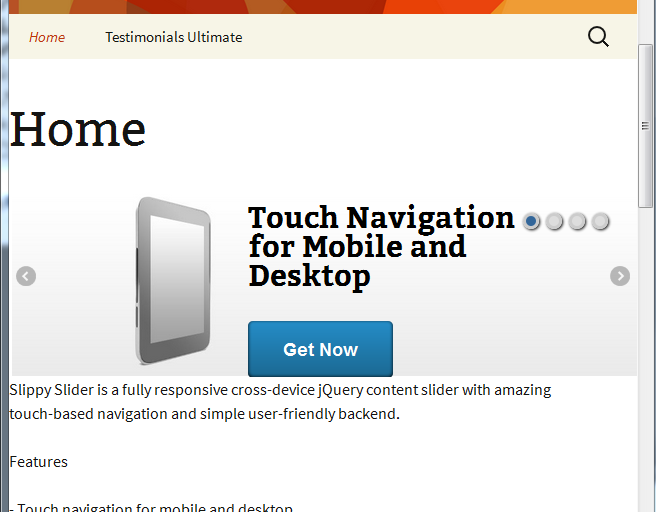 Home Testimonials Ultimate
Home
Touch Navigation
for Mobile and
Desktop
Get Now
Slippy Slider is a fully responsive cross-device jQuery content slider with amazing
touch-based navigation and simple user-friendly backend.
Features
- Touch navigation for mobile and desktop